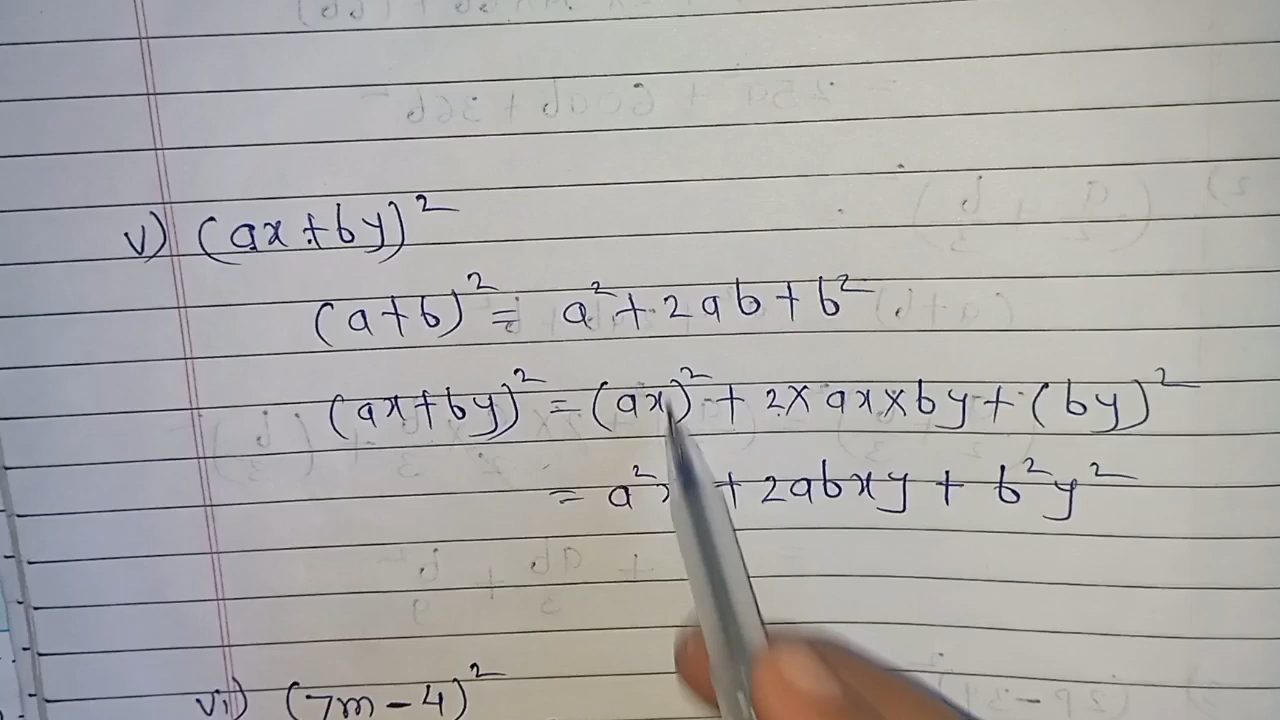 v) (ax+by)²
(a+b)² = a²+2ab+b²
(ax+by)² = (ax)²+2×ax×by+(by)²
= a² + 2abxy + b²y²
vi) (7m-4)²